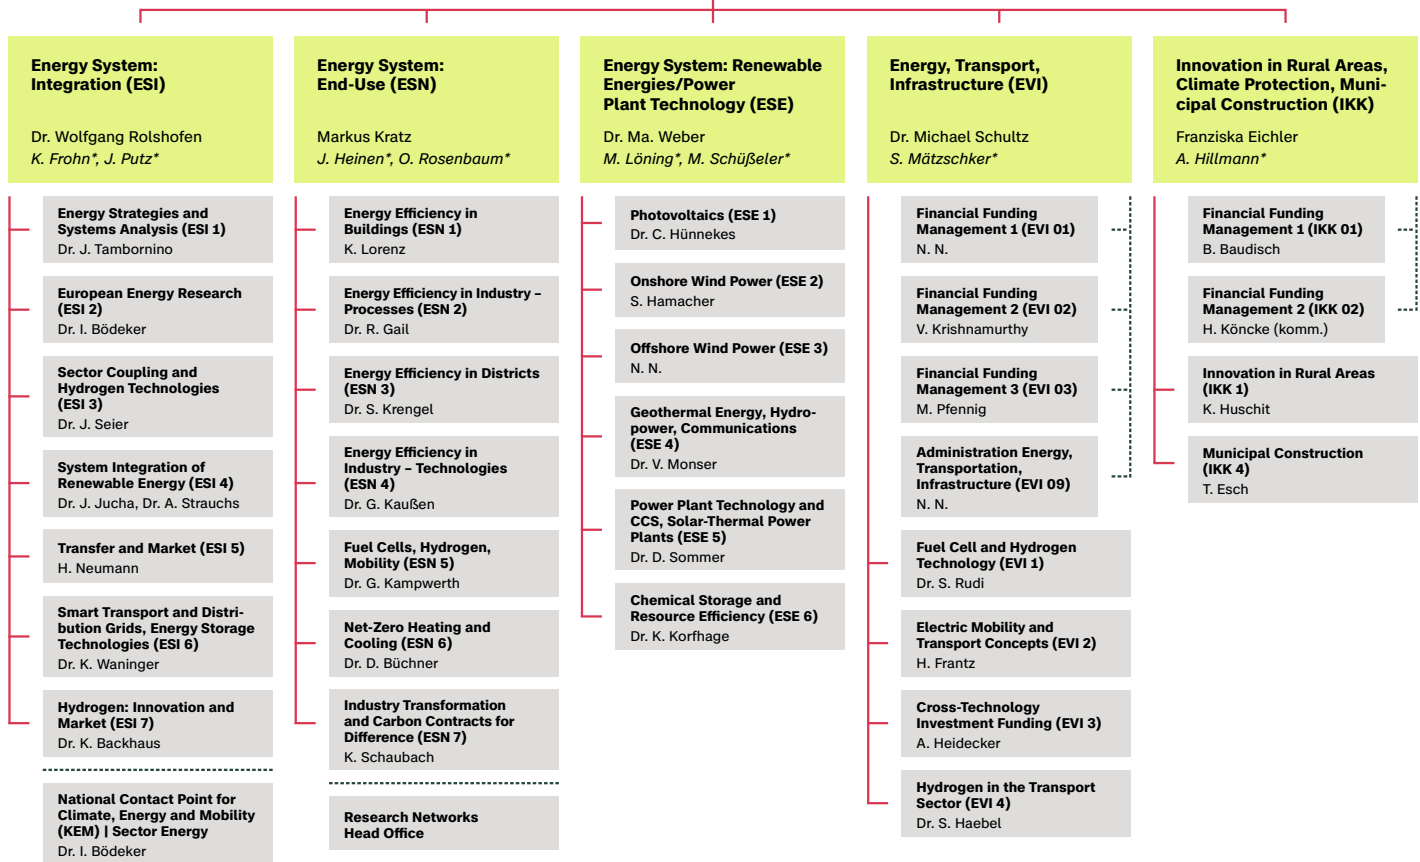 Energy System:
Integration (ESI)
Dr. Wolfgang Rolshofen
K. Frohn*, J. Putz*
Energy Strategies and
Systems Analysis (ESI 1)
Dr. J. Tambornino
European Energy Research
(ESI 2)
Dr. I. Bödeker
Sector Coupling and
Hydrogen Technologies
(ESI 3)
Dr. J. Seier
System Integration of
Renewable Energy (ESI 4)
Dr. J. Jucha, Dr. A. Strauchs
Transfer and Market (ESI 5)
H. Neumann
Smart Transport and Distri-
bution Grids, Energy Storage
Technologies (ESI 6)
Dr. K. Waninger
Hydrogen: Innovation and
Market (ESI 7)
Dr. K. Backhaus
National Contact Point for
Climate, Energy and Mobility
(KEM) | Sector Energy
Dr. I. Bödeker
Energy System:
End-Use (ESN)
Markus Kratz
J. Heinen*, O. Rosenbaum*
Energy Efficiency in
Buildings (ESN 1)
K. Lorenz
Energy Efficiency in Industry –
Processes (ESN 2)
Dr. R. Gail
Energy Efficiency in Districts
(ESN 3)
Dr. S. Krengel
Energy Efficiency in
Industry – Technologies
(ESN 4)
Dr. G. Kaußen
Fuel Cells, Hydrogen,
Mobility (ESN 5)
Dr. G. Kampwerth
Net-Zero Heating and
Cooling (ESN 6)
Dr. D. Büchner
Industry Transformation
and Carbon Contracts for
Difference (ESN 7)
K. Schaubach
Research Networks
Head Office
Energy System: Renewable
Energies/Power
Plant Technology (ESE)
Dr. Ma. Weber
M. Löning*, M. Schüßeler*
Photovoltaics (ESE 1)
Dr. C. Hünnekes
Onshore Wind Power (ESE 2)
S. Hamacher
Offshore Wind Power (ESE 3)
N. N.
Geothermal Energy, Hydro-
power, Communications
(ESE 4)
Dr. V. Monser
Power Plant Technology and
CCS, Solar-Thermal Power
Plants (ESE 5)
Dr. D. Sommer
Chemical Storage and
Resource Efficiency (ESE 6)
Dr. K. Korfhage
Energy, Transport,
Infrastructure (EVI)
Dr. Michael Schultz
S. Mätzschker*
Financial Funding
Management 1 (EVI 01)
N. N.
Financial Funding
Management 2 (EVI 02)
V. Krishnamurthy
Financial Funding
Management 3 (EVI 03)
M. Pfennig
Administration Energy,
Transportation,
Infrastructure (EVI 09)
N. N.
Fuel Cell and Hydrogen
Technology (EVI 1)
Dr. S. Rudi
Electric Mobility and
Transport Concepts (EVI 2)
H. Frantz
Cross-Technology
Investment Funding (EVI 3)
A. Heidecker
Hydrogen in the Transport
Sector (EVI 4)
Dr. S. Haebel
Innovation in Rural Areas,
Climate Protection, Muni-
cipal Construction (IKK)
Franziska Eichler
A. Hillmann*
Financial Funding
Management 1 (IKK 01)
B. Baudisch
Financial Funding
Management 2 (IKK 02)
H. Köncke (komm.)
Innovation in Rural Areas
(IKK 1)
K. Huschit
Municipal Construction
(IKK 4)
T. Esch